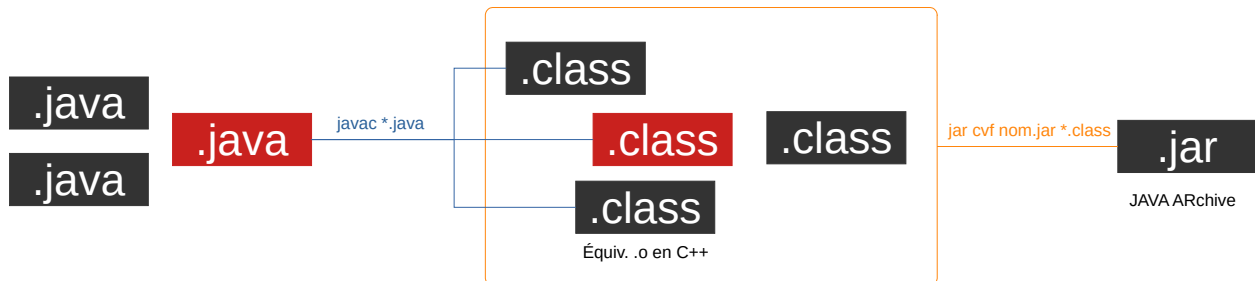 .java
.java
.java
javac *.java
.class
.class
.class
.class
Équiv. .o en C++
jar cvf nom.jar *.class
.jar
JAVA ARchive